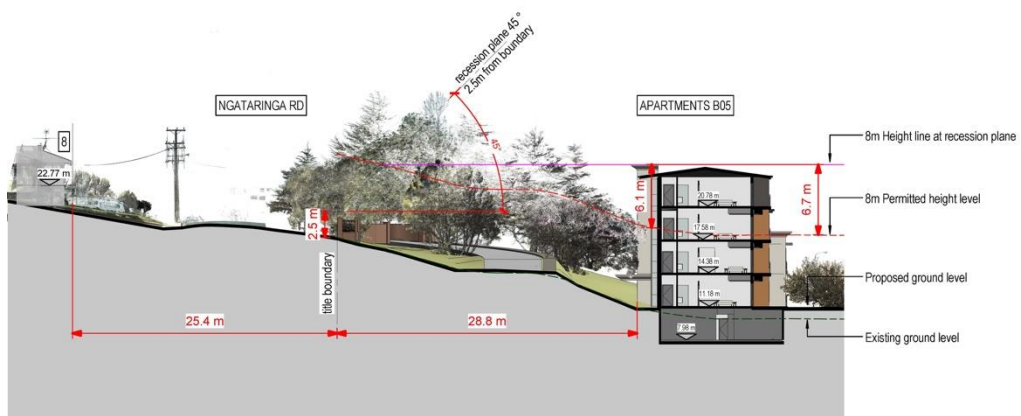 recession plane 45 °
2.5m from boundary
NGATARINGA RD
APARTMENTS B05
8
45°
8m Height line at recession plane
22.77 m
20.78 m
6.1 m
6.7 m
2.5 m
17.58 m
8m Permitted height level
14.38 m
title boundary
11.18 m
Proposed ground level
25.4 m
28.8 m
7.98 m
Existing ground level